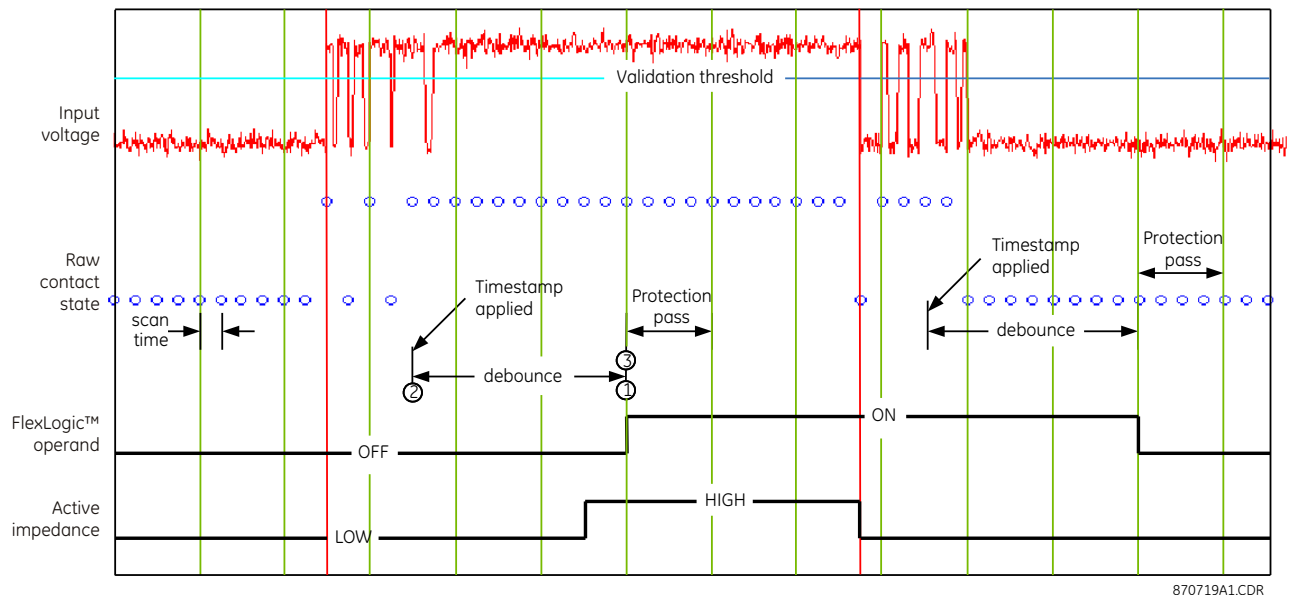 Validation threshold
Input
voltage
Raw
contact
state
scan
time
Timestamp
applied
Protection
pass
debounce
2
3
1
Timestamp
applied
Protection
pass
debounce
FlexLogic™
operand
OFF
ON
Active
impedance
LOW
HIGH
870719A1.CDR